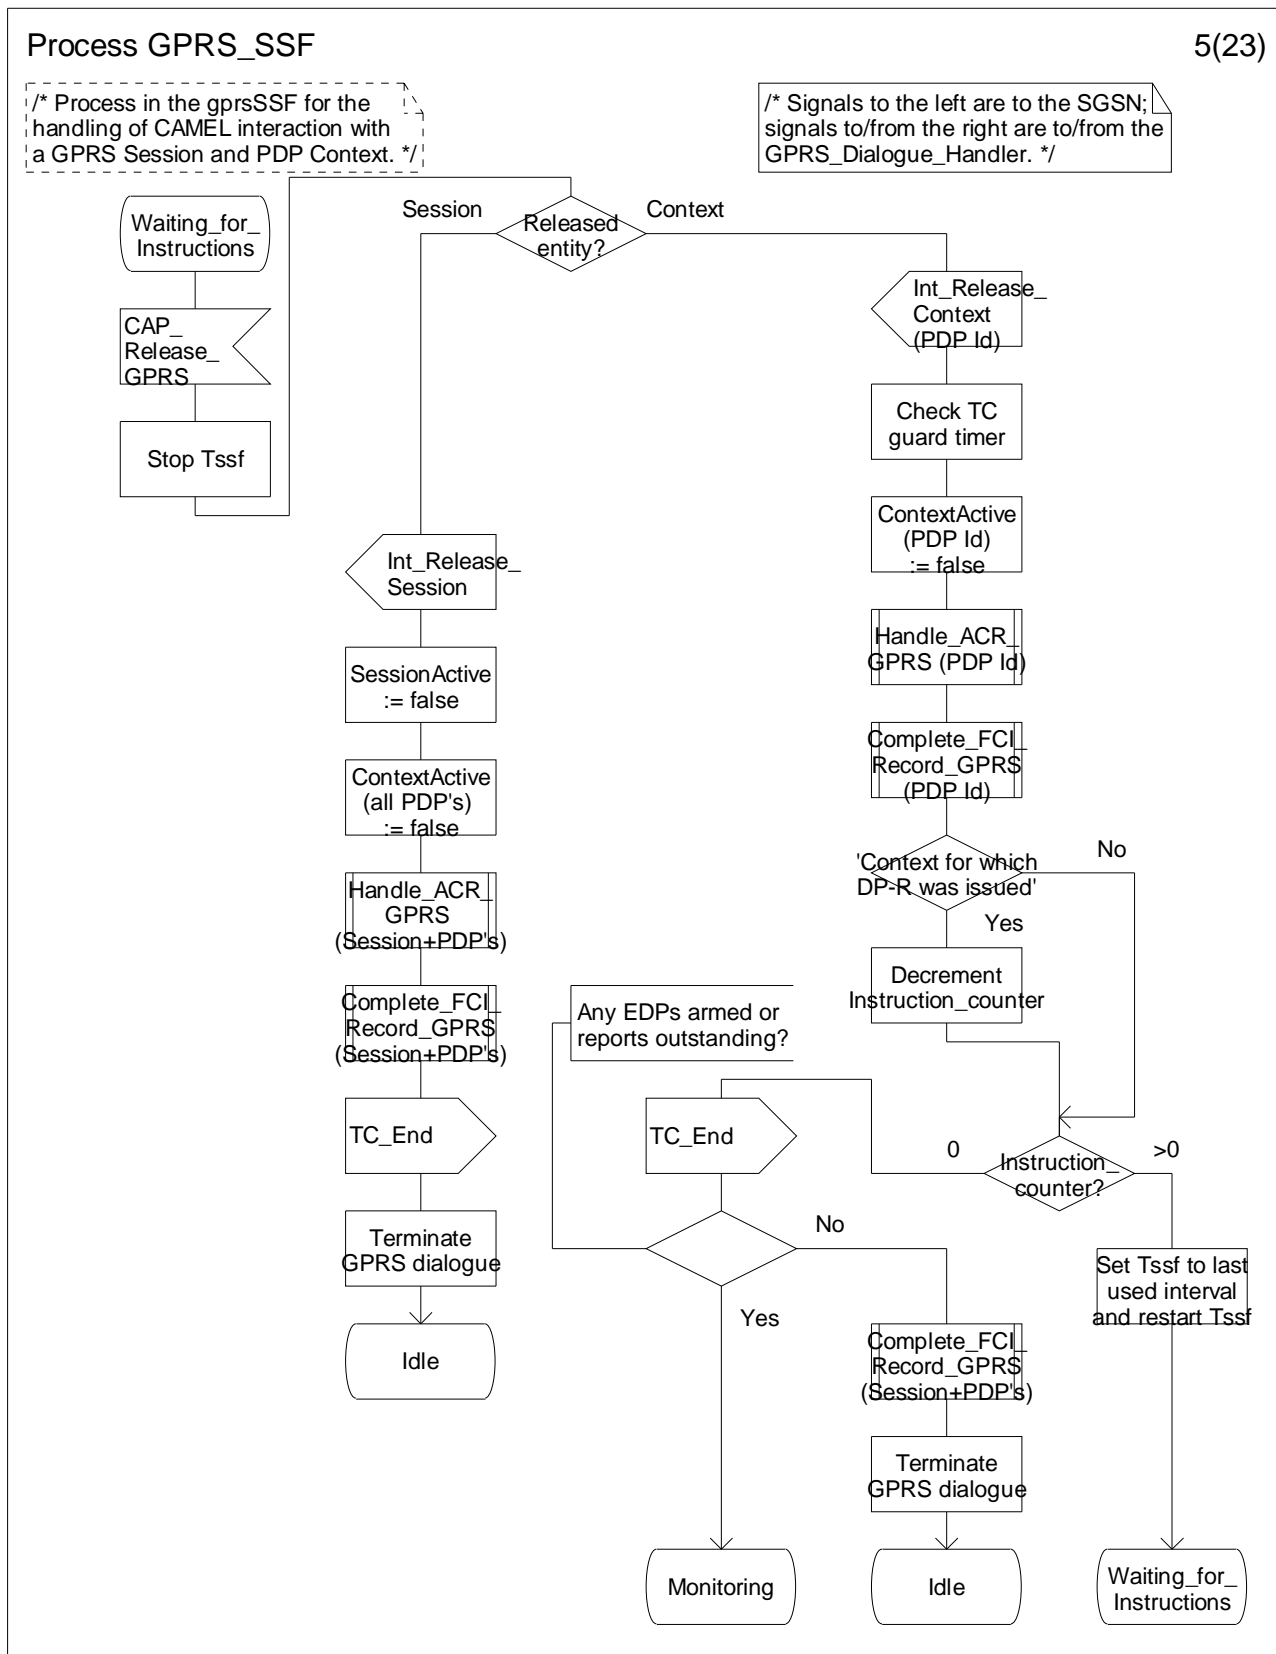 Process GPRS_SSF
5(23)
/* Process in the gprsSSF for the
handling of CAMEL interaction with
a GPRS Session and PDP Context. */
/* Signals to the left are to the SGSN;
signals to/from the right are to/from the
GPRS_Dialogue_Handler. */
Waiting_for_
Instructions
CAP_
Release_
GPRS
Stop Tssf
Session
Released
entity?
Context
Int_Release_
Session
SessionActive
:= false
ContextActive
(all PDP's)
:= false
Handle_ACR_
GPRS
(Session+PDP's)
Complete_FCI_
Record_GPRS
(Session+PDP's)
TC_End
Terminate
GPRS dialogue
Idle
Int_Release_
Context
(PDP Id)
Check TC
guard timer
ContextActive
(PDP Id)
:= false
Handle_ACR_
GPRS (PDP Id)
Complete_FCI_
Record_GPRS
(PDP Id)
'Context for which
DP-R was issued'
No
Yes
Decrement
Instruction_counter
Any EDPs armed or
reports outstanding?
TC_End
0
Instruction_
counter?
>0
No
Yes
Set Tssf to last
used interval
and restart Tssf
Complete_FCI_
Record_GPRS
(Session+PDP's)
Terminate
GPRS dialogue
Monitoring
Idle
Waiting_for_
Instructions